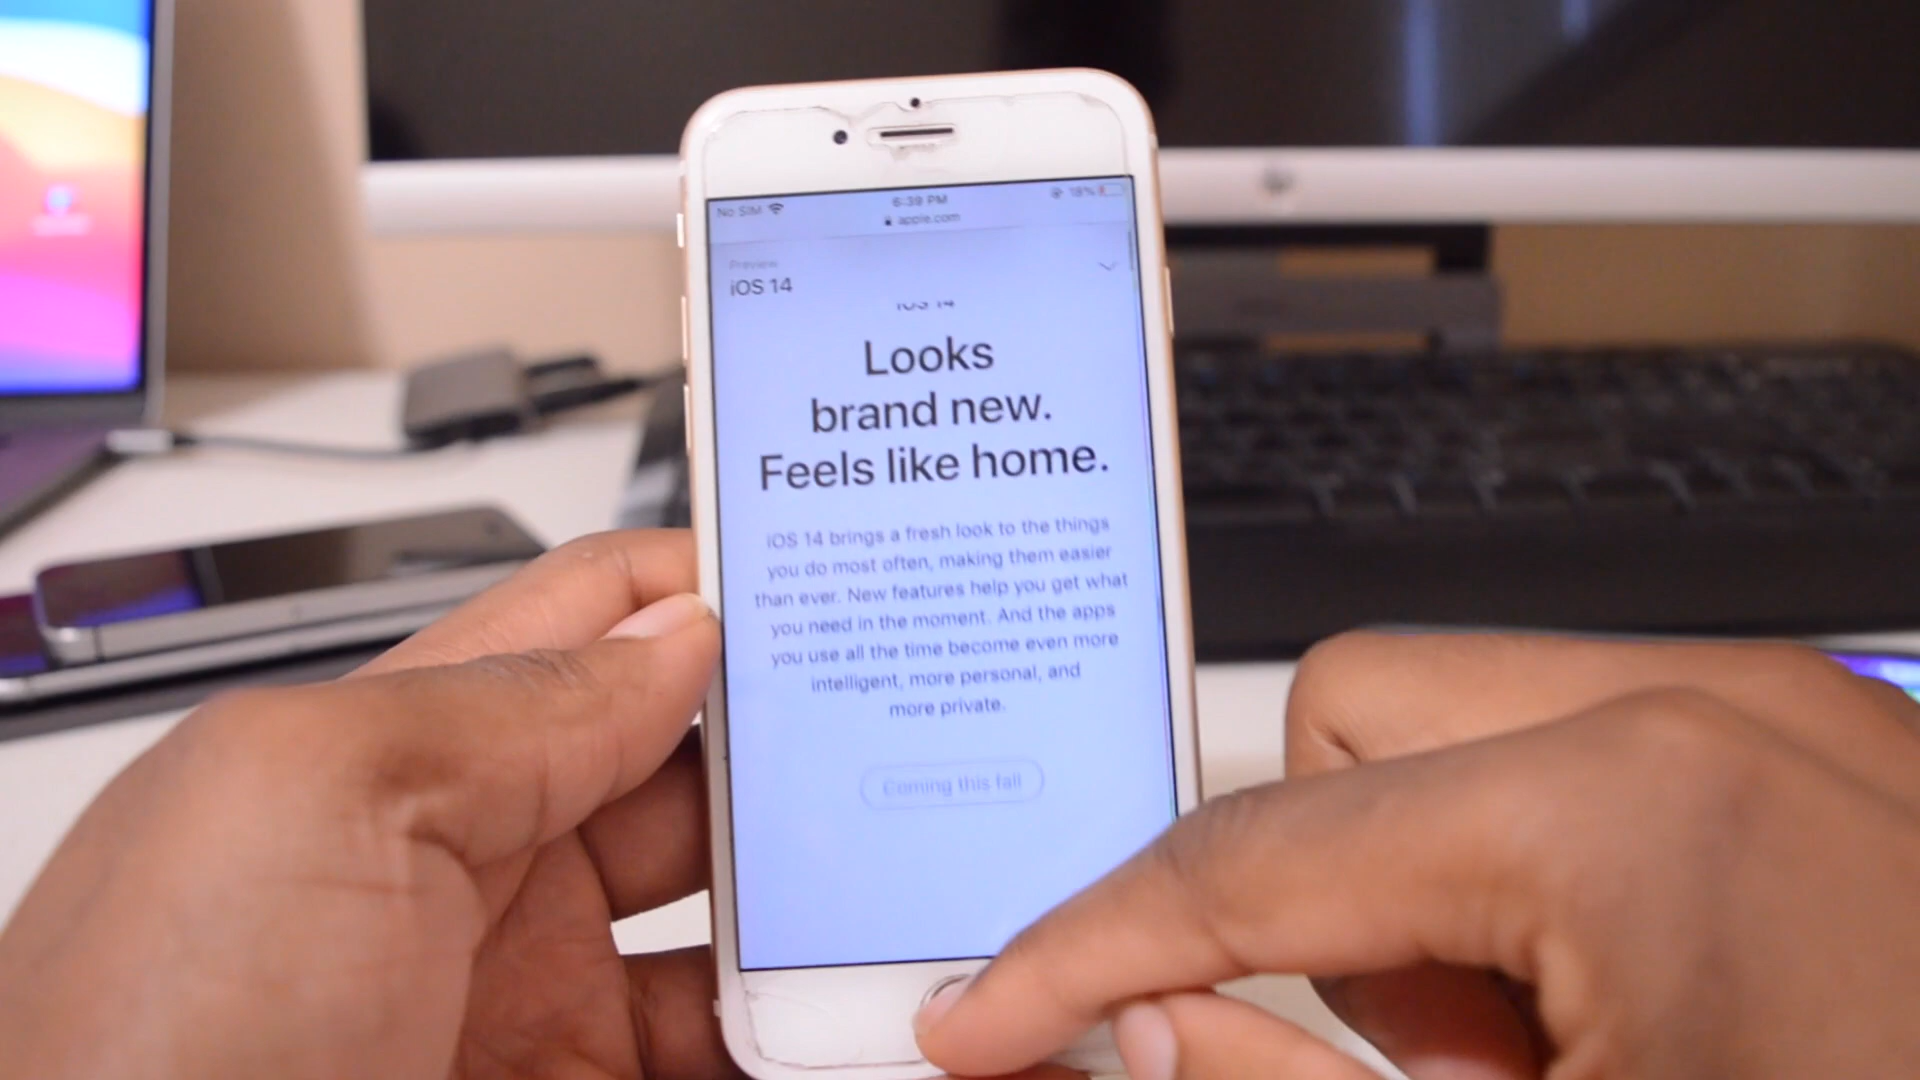 No SIM 6:39 PM 18%
apple.com
Preview
iOS 14
iOS 14
Looks
brand new.
Feels like home.
iOS 14 brings a fresh look to the things
you do most often, making them easier
than ever. New features help you get what
you need in the moment. And the apps
you use all the time become even more
intelligent, more personal, and
more private.
Coming this fall